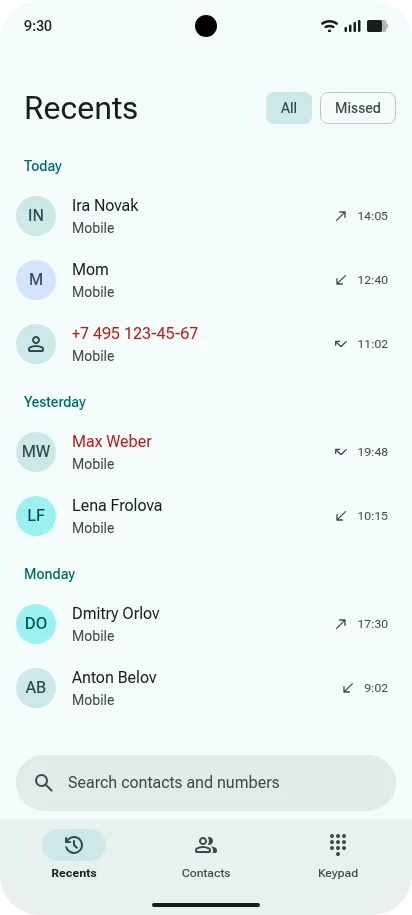 9:30
Recents
All
Missed
Today
IN
Ira Novak
Mobile
14:05
M
Mom
Mobile
12:40
+7 495 123-45-67
Mobile
11:02
Yesterday
MW
Max Weber
Mobile
19:48
LF
Lena Frolova
Mobile
10:15
Monday
DO
Dmitry Orlov
Mobile
17:30
AB
Anton Belov
Mobile
9:02
Search contacts and numbers
Recents
Contacts
Keypad